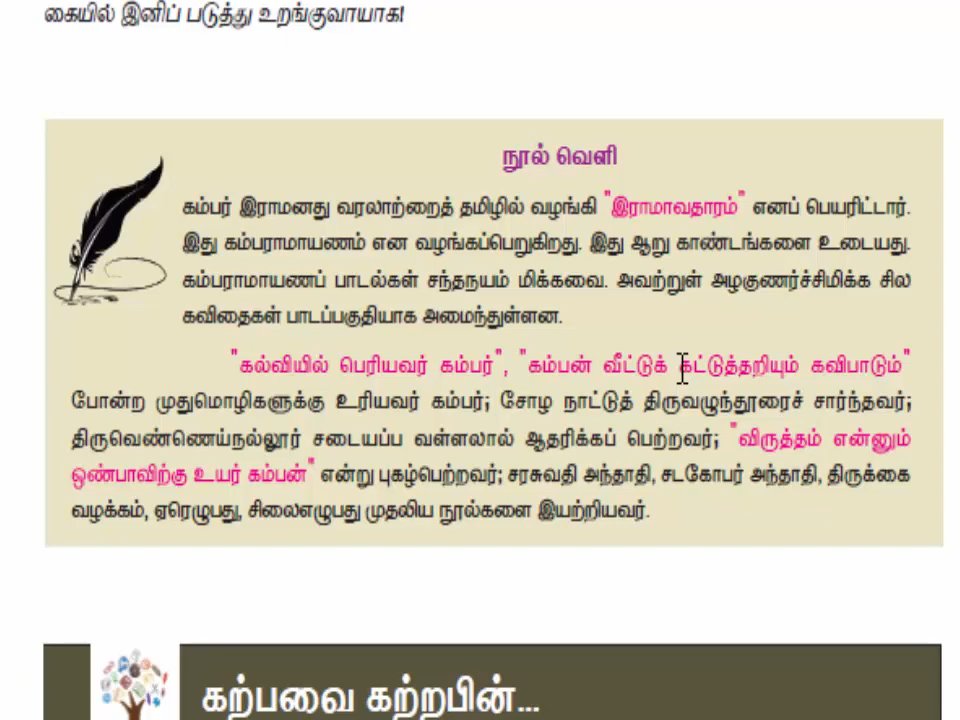 கையில் இனிப் படுத்து உறங்குவாயாக!
நூல் வெளி
கம்பர் இராமனது வரலாற்றைத் தமிழில் வழங்கி "இராமாவதாரம்" எனப் பெயரிட்டார்.
இது கம்பராமாயணம் என வழங்கப்பெறுகிறது. இது ஆறு காண்டங்களை உடையது.
கம்பராமாயணப் பாடல்கள் சந்தநயம் மிக்கவை. அவற்றுள் அழகுணர்ச்சிமிக்க சில
கவிதைகள் பாடப்பகுதியாக அமைந்துள்ளன.
"கல்வியில் பெரியவர் கம்பர்", "கம்பன் வீட்டுக் கட்டுத்தறியும் கவிபாடும்"
போன்ற முதுமொழிகளுக்கு உரியவர் கம்பர்; சோழ நாட்டுத் திருவழுந்தூரைச் சார்ந்தவர்;
திருவெண்ணெய்நல்லூர் சடையப்ப வள்ளலால் ஆதரிக்கப் பெற்றவர்; "விருத்தம் என்னும்
ஒண்பாவிற்கு உயர் கம்பன்" என்று புகழ்பெற்றவர்; சரசுவதி அந்தாதி, சடகோபர் அந்தாதி, திருக்கை
வழக்கம், ஏரெழுபது, சிலைஎழுபது முதலிய நூல்களை இயற்றியவர்.
கற்பவை கற்றபின்...